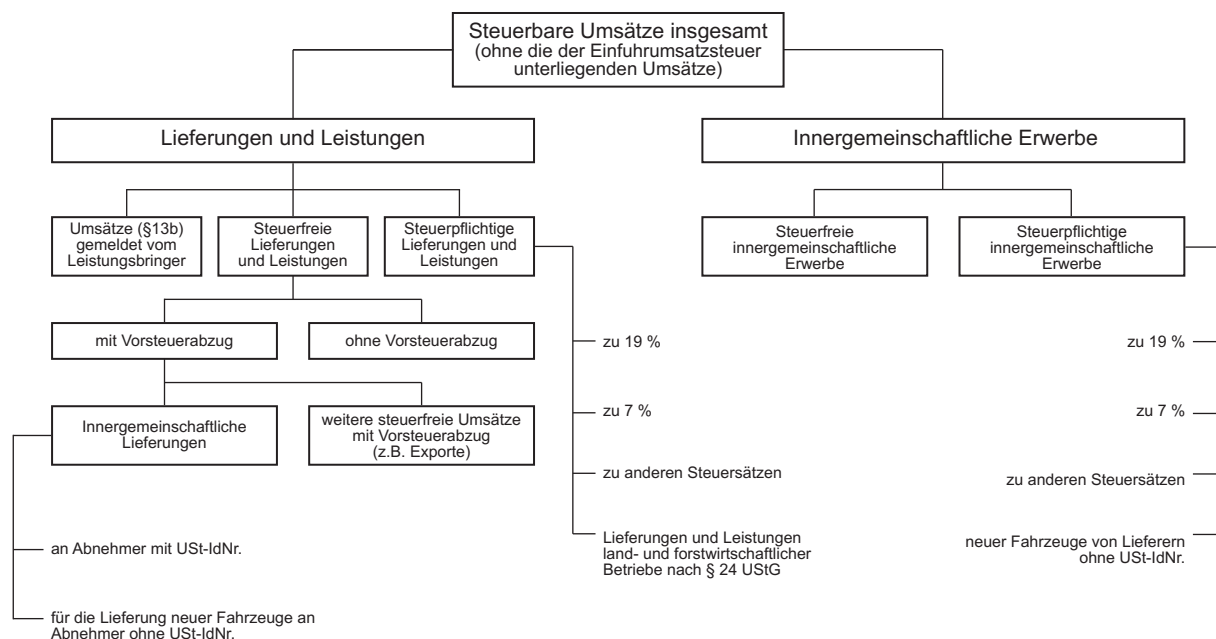 Steuerbare Umsätze insgesamt
(ohne die der Einfuhrumsatzsteuer
unterliegenden Umsätze)
Lieferungen und Leistungen
Innergemeinschaftliche Erwerbe
Umsätze (§13b)
gemeldet vom
Leistungsbringer
Steuerfreie
Lieferungen
und Leistungen
Steuerpflichtige
Lieferungen und
Leistungen
Steuerfreie
innergemeinschaftliche
Erwerbe
Steuerpflichtige
innergemeinschaftliche
Erwerbe
mit Vorsteuerabzug
ohne Vorsteuerabzug
zu 19 %
zu 19 %
Innergemeinschaftliche
Lieferungen
weitere steuerfreie Umsätze
mit Vorsteuerabzug
(z.B. Exporte)
zu 7 %
zu 7 %
zu anderen Steuersätzen
zu anderen Steuersätzen
an Abnehmer mit USt-IdNr.
Lieferungen und Leistungen
land- und forstwirtschaftlicher
Betriebe nach § 24 UStG
neuer Fahrzeuge von Lieferern
ohne USt-IdNr.
für die Lieferung neuer Fahrzeuge an
Abnehmer ohne USt-IdNr.